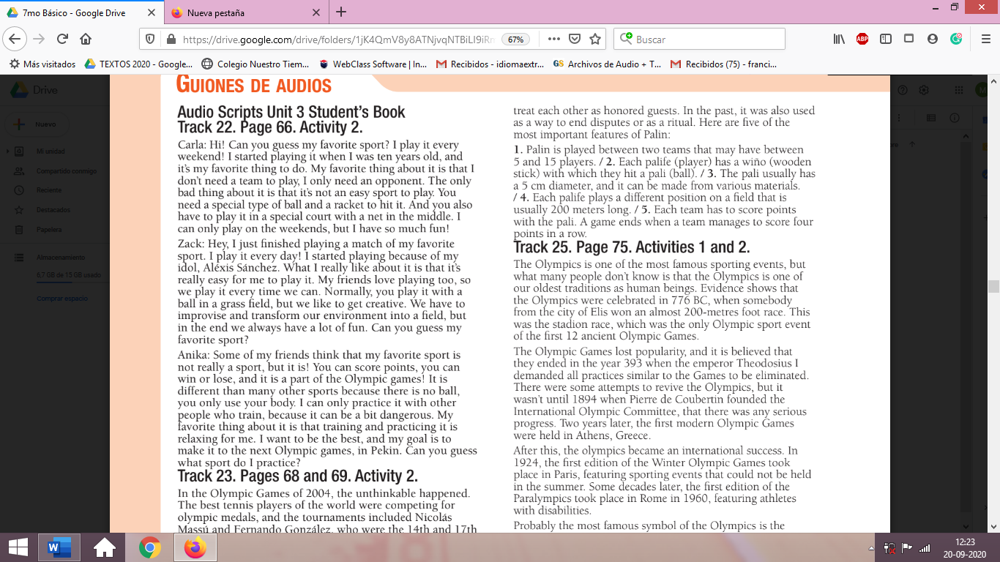 7mo Básico - Google Drive
Nueva pestaña
https://drive.google.com/drive/folders/1jK4QmV8y8ATNjvqNTBiLI9iRm
67%
Buscar
ABP
Más visitados
TEXTOS 2020 - Google...
Colegio Nuestro Tiem...
WebClass Software | In...
Recibidos - idiomaextr...
Archivos de Audio + T...
Recibidos (75) - franci...
Drive
Nuevo
Mi unidad
Compartido conmigo
Reciente
Destacados
Papelera
Almacenamiento
6,7 GB de 15 GB usado
Comprar espacio
GUIONES DE AUDIOS
Audio Scripts Unit 3 Student's Book
Track 22. Page 66. Activity 2.
Carla: Hi! Can you guess my favorite sport? I play it every
weekend! I started playing it when I was ten years old, and
it's my favorite thing to do. My favorite thing about it is that I
don't need a team to play, I only need an opponent. The only
bad thing about it is that it's not an easy sport to play. You
need a special type of ball and a racket to hit it. And you also
have to play it in a special court with a net in the middle. I
can only play on the weekends, but I have so much fun!
Zack: Hey, I just finished playing a match of my favorite
sport. I play it every day! I started playing because of my
idol, Aléxis Sánchez. What I really like about it is that it's
really easy for me to play it. My friends love playing too, so
we play it every time we can. Normally, you play it with a
ball in a grass field, but we like to get creative. We have to
improvise and transform our environment into a field, but
in the end we always have a lot of fun. Can you guess my
favorite sport?
Anika: Some of my friends think that my favorite sport is
not really a sport, but it is! You can score points, you can
win or lose, and it is a part of the Olympic games! It is
different than many other sports because there is no ball,
you only use your body. I can only practice it with other
people who train, because it can be a bit dangerous. My
favorite thing about it is that training and practicing it is
relaxing for me. I want to be the best, and my goal is to
make it to the next Olympic games, in Pekin. Can you guess
what sport do I practice?
Track 23. Pages 68 and 69. Activity 2.
In the Olympic Games of 2004, the unthinkable happened.
The best tennis players of the world were competing for
olympic medals, and the tournaments included Nicolás
Massú and Fernando González, who were the 14th and 17th
treat each other as honored guests. In the past, it was also used
as a way to end disputes or as a ritual. Here are five of the
most important features of Palin:
1. Palin is played between two teams that may have between
5 and 15 players. / 2. Each palife (player) has a wiño (wooden
stick) with which they hit a pali (ball). / 3. The pali usually has
a 5 cm diameter, and it can be made from various materials.
/ 4. Each palife plays a different position on a field that is
usually 200 meters long. / 5. Each team has to score points
with the pali. A game ends when a team manages to score four
points in a row.
Track 25. Page 75. Activities 1 and 2.
The Olympics is one of the most famous sporting events, but
what many people don't know is that the Olympics is one of
our oldest traditions as human beings. Evidence shows that
the Olympics were celebrated in 776 BC, when somebody
from the city of Elis won an almost 200-metres foot race. This
was the stadion race, which was the only Olympic sport event
of the first 12 ancient Olympic Games.
The Olympic Games lost popularity, and it is believed that
they ended in the year 393 when the emperor Theodosius I
demanded all practices similar to the Games to be eliminated.
There were some attempts to revive the Olympics, but it
wasn't until 1894 when Pierre de Coubertin founded the
International Olympic Committee, that there was any serious
progress. Two years later, the first modern Olympic Games
were held in Athens, Greece.
After this, the olympics became an international success. In
1924, the first edition of the Winter Olympic Games took
place in Paris, featuring sporting events that could not be held
in the summer. Some decades later, the first edition of the
Paralympics took place in Rome in 1960, featuring athletes
with disabilities.
Probably the most famous symbol of the Olympics is the
12:23
20-09-2020